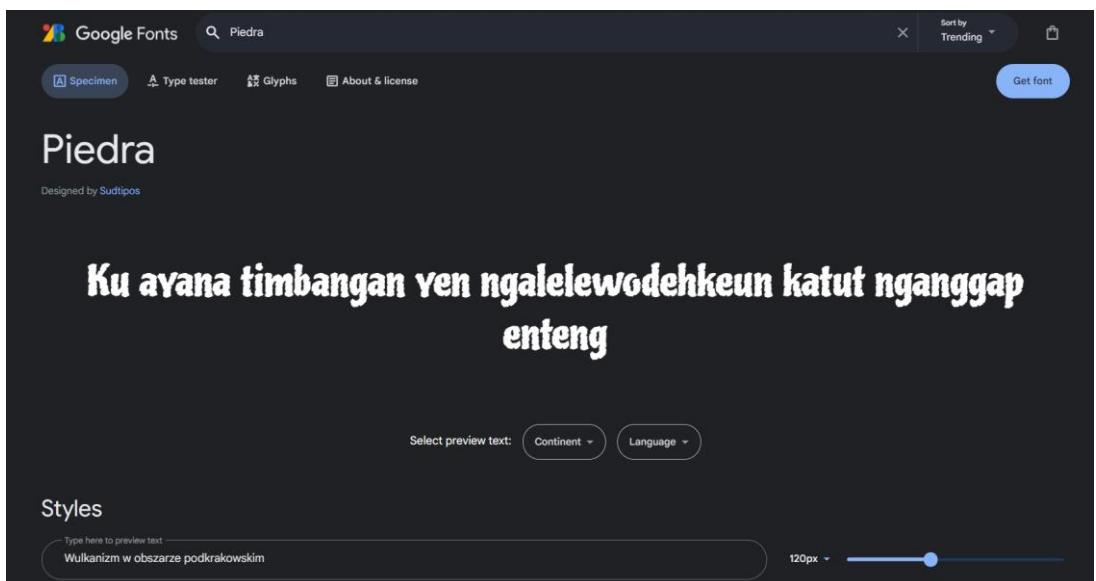 Google Fonts
Piedra
Sort by
Trending
Specimen
Type tester
Glyphs
About & license
Get font
Piedra
Designed by Sudtipos
Ku ayana timbangan yen ngalelewodehkeun katut nganggap
enteng
Select preview text:
Continent
Language
Styles
Type here to preview text
Wulkanizm w obszarze podkrakowskim
120px